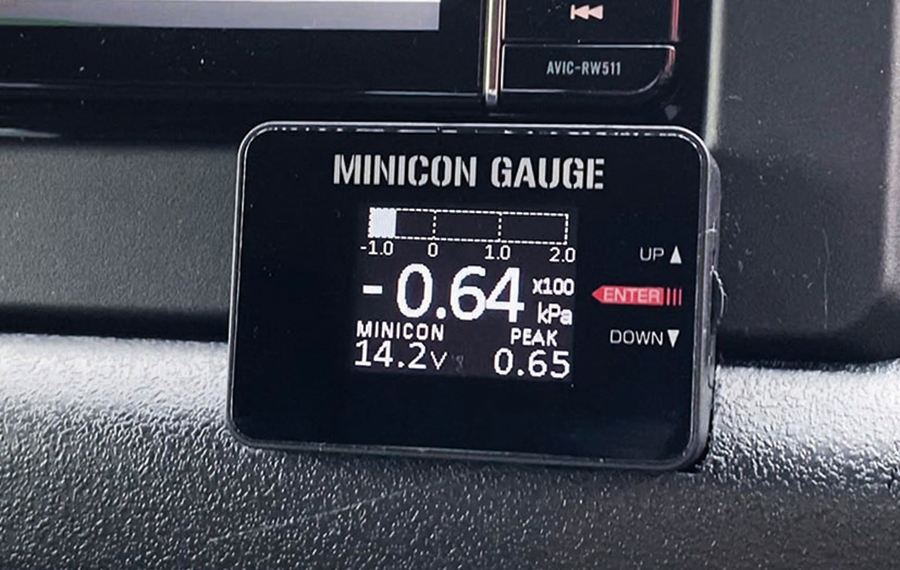 AVIC-RW511
MINICON GAUGE
-1.0 0 1.0 2.0
-0.64 x100 kPa
MINICON PEAK
14.2V 0.65
UP▲
ENTER
DOWN▼